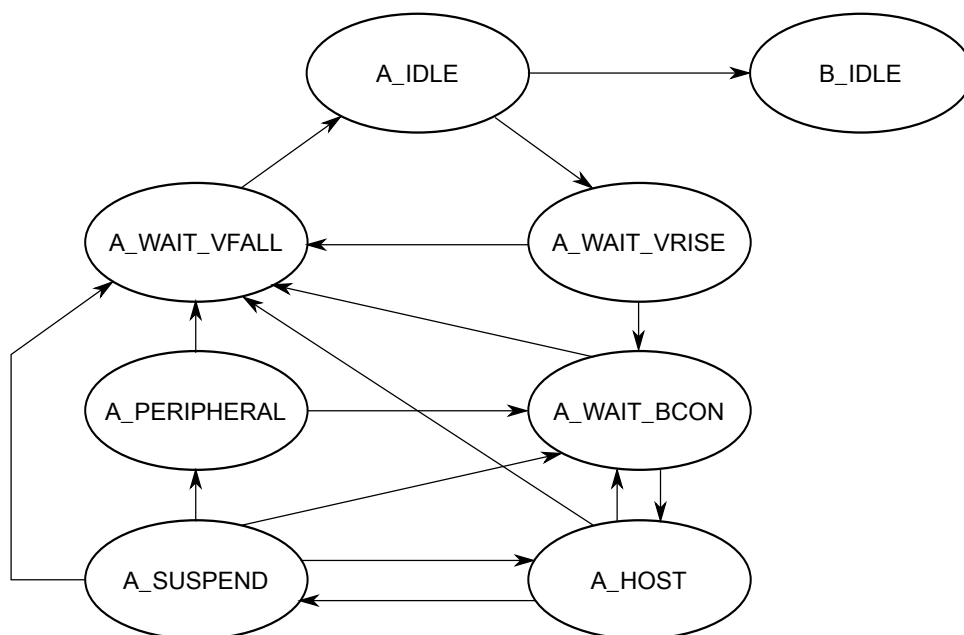 A_IDLE
B_IDLE
A_WAIT_VFALL
A_WAIT_VRISE
A_PERIPHERAL
A_WAIT_BCON
A_SUSPEND
A_HOST